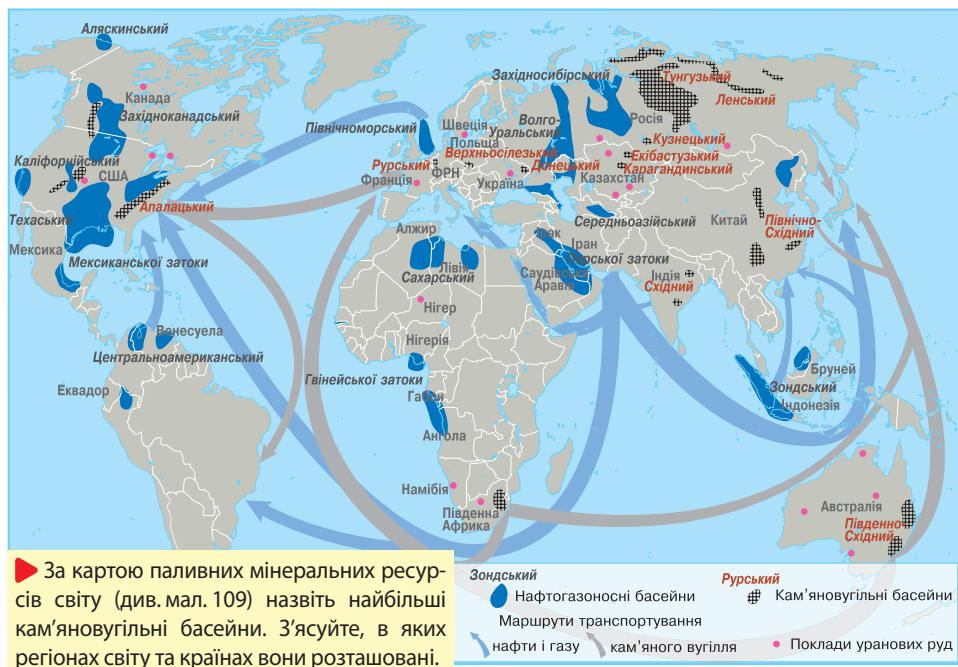 Аляскинський
Канада
Західноканадський
Каліфорнійський
США
Апалацький
Техаський
Мексика
Мексиканської затоки
Венесуела
Центральноамериканський
Еквадор
Північноморський
Швеція
Польща
Верхньосілезький
Рурський
ФРН
Франція
Україна
Донецький
Волго-
Уральський
Західносибірський
Тунгузький
Ленський
Росія
Кузнецький
Екібастузький
Карагандинський
Казахстан
Середньоазійський
Китай
Північно-
Східний
Алжир
Лівія
Сахарський
Ірак
Іран
Перської затоки
Саудівська
Аравія
Індія
Східний
Нігер
Нігерія
Гвінейської затоки
Габон
Ангола
Намібія
Південна
Африка
Бруней
Зондський
Індонезія
Австралія
Південно-
Східний
За картою паливних мінеральних ресур-
сів світу (див. мал. 109) назвіть найбільші
кам’яновугільні басейни. З’ясуйте, в яких
регіонах світу та країнах вони розташовані.
Зондський
Нафтогазоносні басейни
Рурський
Кам’яновугільні басейни
Маршрути транспортування
нафти і газу
кам’яного вугілля
Поклади уранових руд